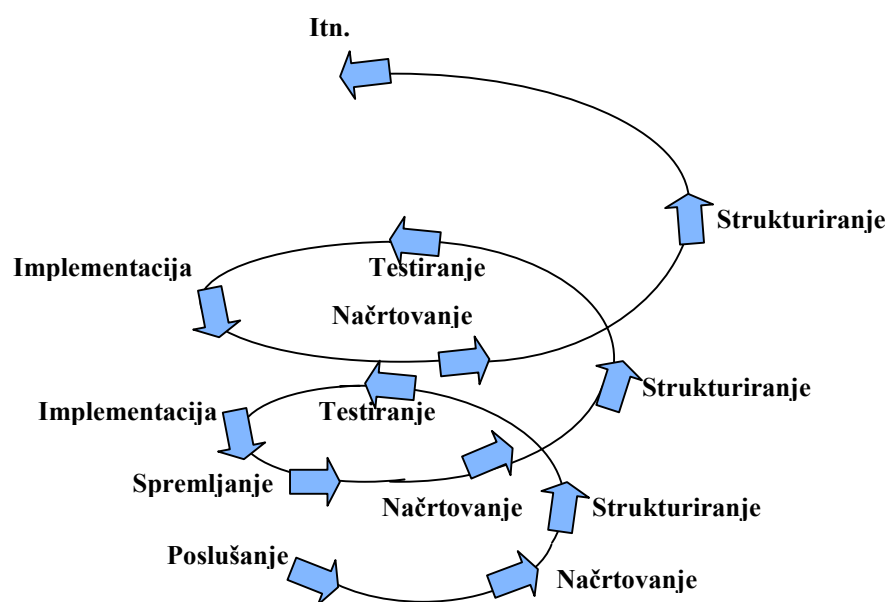 Itn.
Strukturiranje
Implementacija
Testiranje
Načrtovanje
Strukturiranje
Implementacija
Testiranje
Spremljanje
Načrtovanje
Strukturiranje
Poslušanje
Načrtovanje